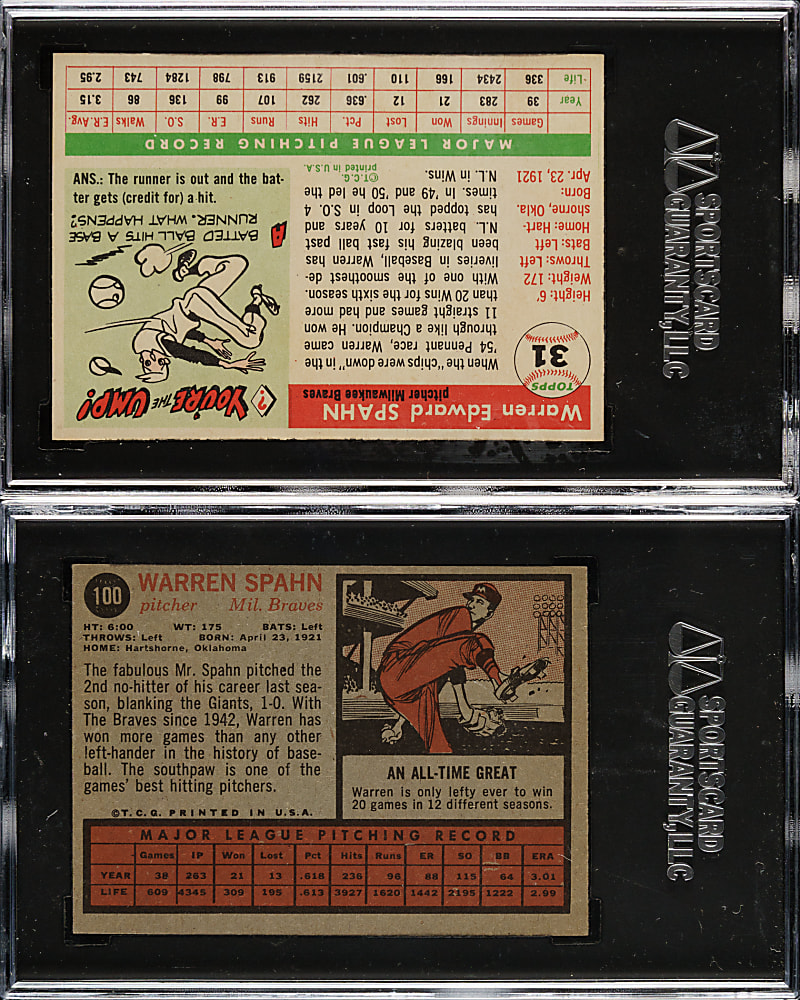 Warren Edward SPAHN
pitcher Milwaukee Braves
TOPPS
31
Height: 6'
Weight: 172
Throws: Left
Bats: Left
Home: Hart-
shorne, Okla.
Born:
Apr. 23, 1921
When the "chips were down" in the
'54 Pennant race, Warren came
through like a Champion. He won
11 straight games and more
than 20 Wins for the sixth season.
With one of the smoothest de-
liveries in Baseball, Warren has
been blazing his fast ball past
N.L. batters for 10 years and
has topped the Loop in S.O. 4
times. In '49 and '50 he led the
N.L. in Wins.
©T.C.G.
printed in U.S.A.
? YOU'RE THE UMP!
A BATTED BALL HITS A BASE
RUNNER. WHAT HAPPENS?
ANS.: The runner is out and the bat-
ter gets (credit for) a hit.
MAJOR LEAGUE PITCHING RECORD
Games Innings Won Lost Pct. Hits Runs E.R. S.O. Walks E.R.Avg.
Year 39 283 21 12 .636 262 107 99 136 86 3.15
Life 336 2434 166 110 .601 2159 913 798 1284 743 2.95
SPORTSCARD
GUARANTY, LLC
100
WARREN SPAHN
pitcher Mil. Braves
HT: 6:00 WT: 175 BATS: Left
THROWS: Left BORN: April 23, 1921
HOME: Hartshorne, Oklahoma
The fabulous Mr. Spahn pitched the
2nd no-hitter of his career last sea-
son, blanking the Giants, 1-0. With
The Braves since 1942, Warren has
won more games than any other
left-hander in the history of base-
ball. The southpaw is one of the
games' best hitting pitchers.
©T.C.G. PRINTED IN U.S.A.
M
AN ALL-TIME GREAT
Warren is only lefty ever to win
20 games in 12 different seasons.
MAJOR LEAGUE PITCHING RECORD
Games IP Won Lost Pct Hits Runs ER SO BB ERA
YEAR 38 263 21 13 .618 236 96 88 115 64 3.01
LIFE 609 4345 309 195 .613 3927 1620 1442 2195 1222 2.99
SPORTSCARD
GUARANTY, LLC